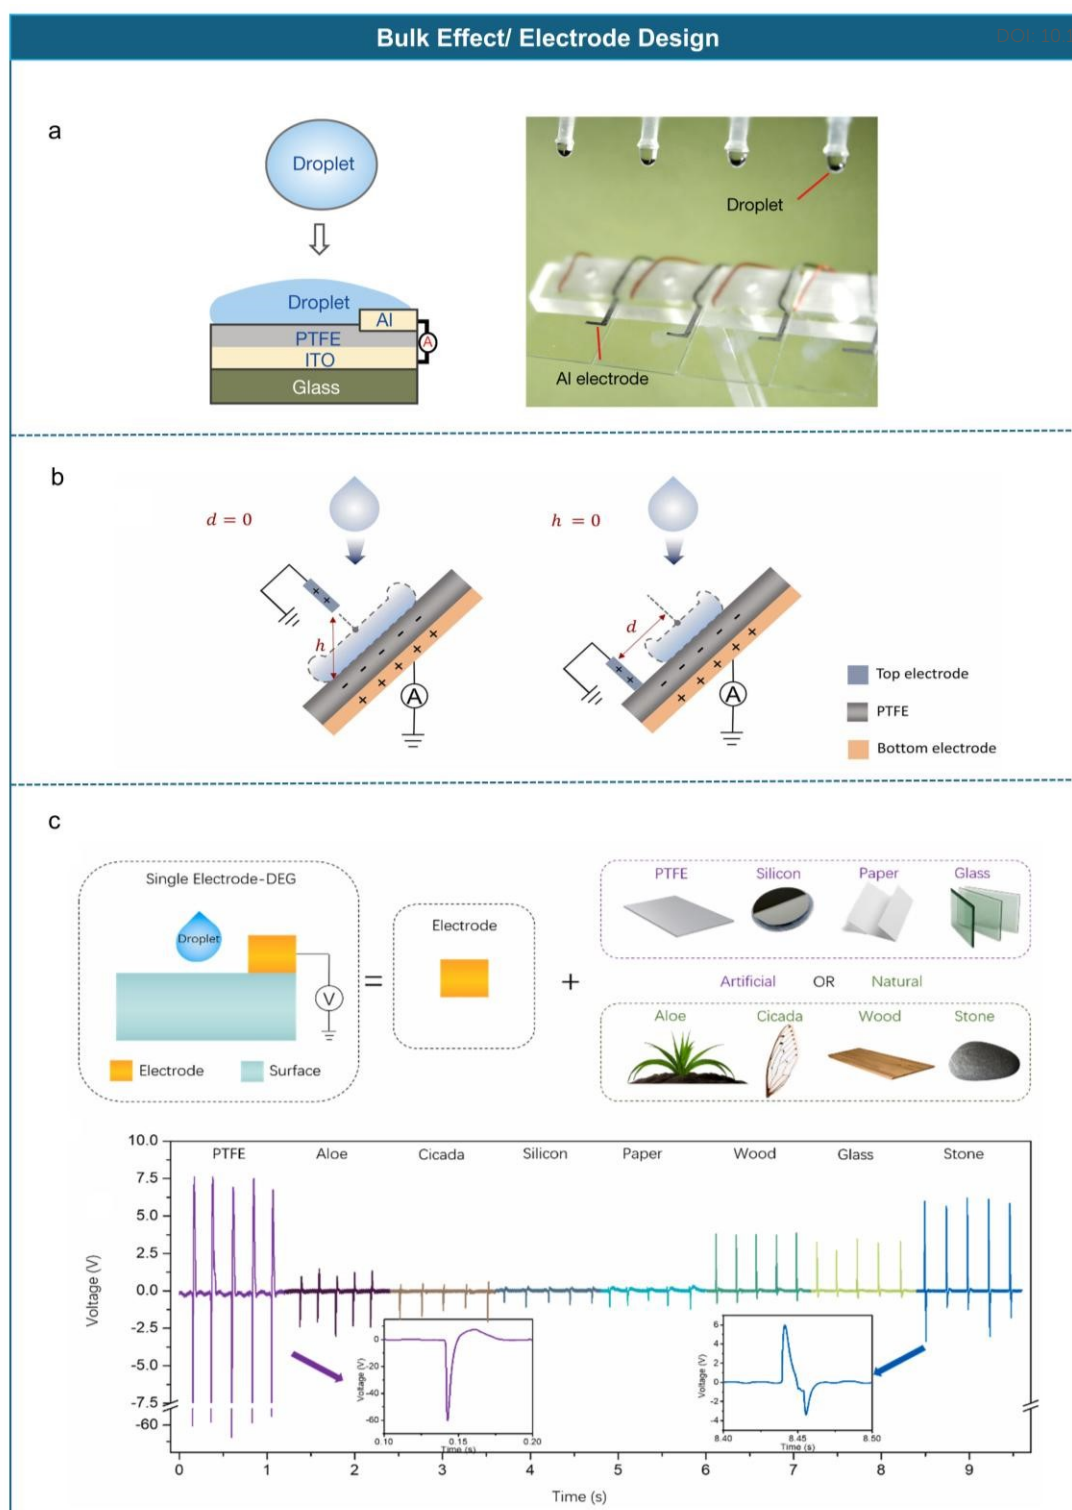 Bulk Effect/ Electrode Design
DOI: 10.1
a
Droplet
Droplet
Al
PTFE
A
ITO
Glass
Droplet
Al electrode
b
d = 0
h = 0
+ +
h
- - - -
+ + + + + +
A
d
+ +
- - - -
+ + + + + +
A
Top electrode
PTFE
Bottom electrode
c
Single Electrode-DEG
Droplet
V
Electrode
Surface
=
Electrode
+
PTFE Silicon Paper Glass
Artificial OR Natural
Aloe Cicada Wood Stone
Voltage (V)
10.0
7.5
5.0
2.5
0.0
-2.5
-5.0
-7.5
-60
PTFE Aloe Cicada Silicon Paper Wood Glass Stone
Voltage (V)
0
-20
-40
-60
0.10 0.15 0.20
Time (s)
Voltage (V)
6
4
2
0
-2
-4
8.40 8.45 8.50
Time (s)
0 1 2 3 4 5 6 7 8 9
Time (s)